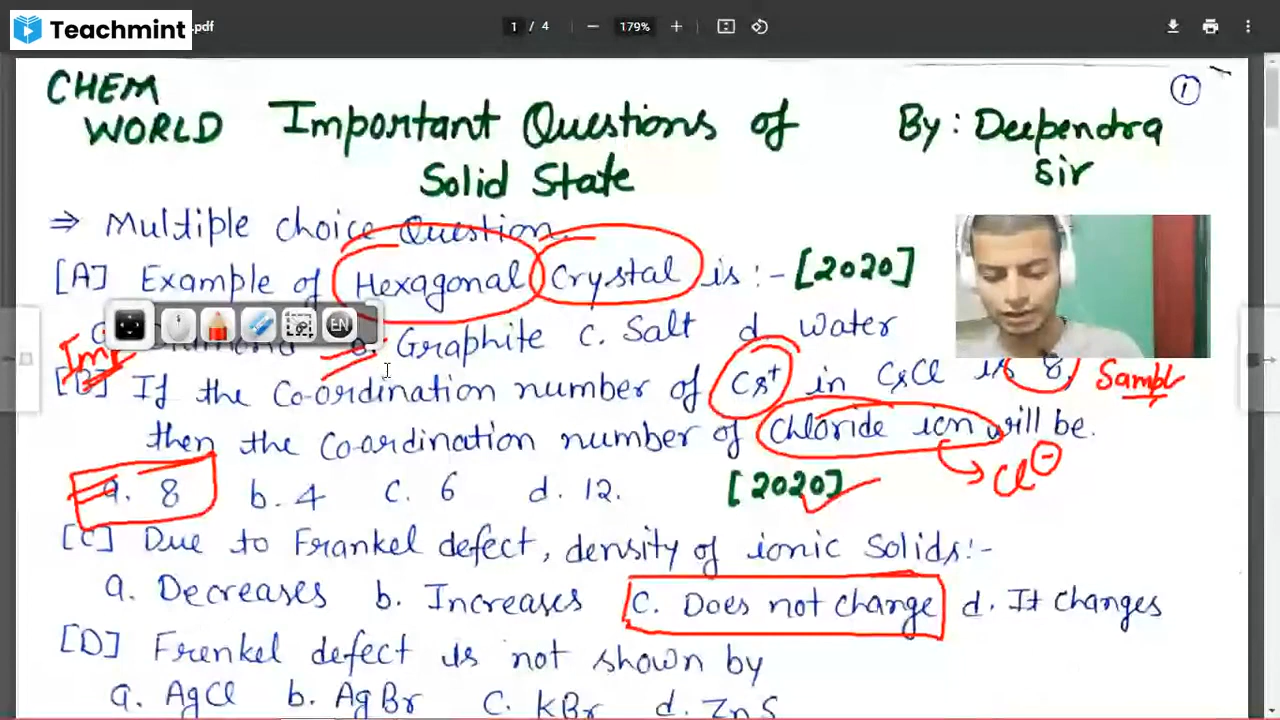 Teachmint
.pdf
1 / 4
179%
CHEM
WORLD
Important Questions of
Solid State
By: Deependra
Sir
1
⇒ Multiple choice Question.
[A] Example of Hexagonal Crystal is :- [2020]
EN
Graphite c. Salt d. water
Imp
[B] If the Co-ordination number of Cs+ in CsCl is 8, Sampl
then the Co-ordination number of Chloride ion will be.
Cl-
a. 8 b. 4 c. 6 d. 12. [2020]
[C] Due to Frankel defect, density of ionic Solids:-
a. Decreases b. Increases c. Does not change d. It changes
[D] Frenkel defect is not shown by
a. AgCl b. AgBr c. kBr d. ZnS